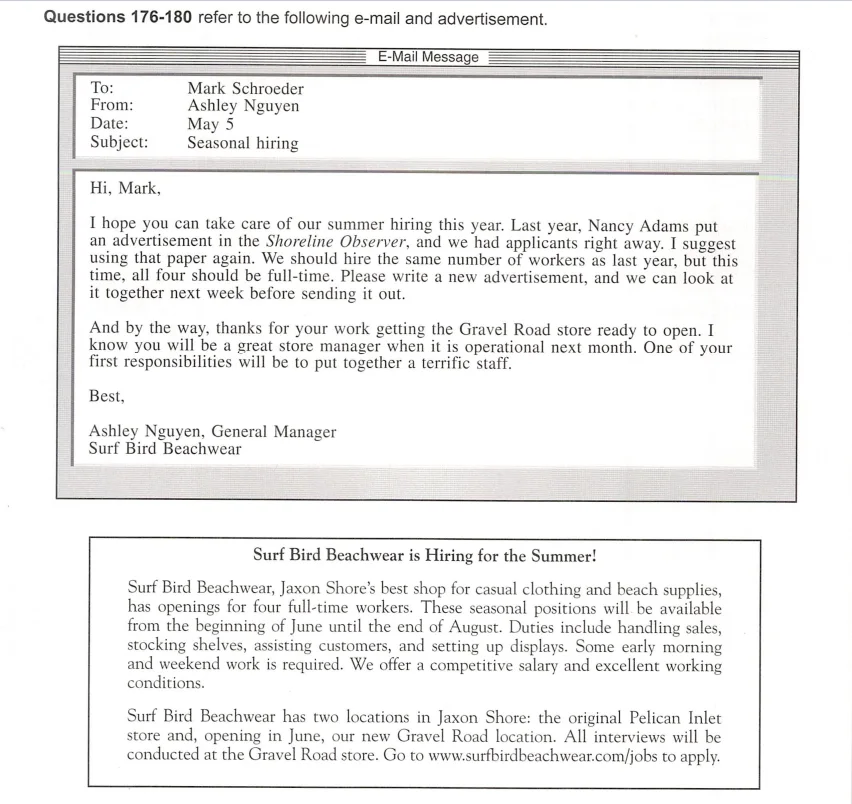 Questions 176-180 refer to the following e-mail and advertisement.
E-Mail Message
To: Mark Schroeder
From: Ashley Nguyen
Date: May 5
Subject: Seasonal hiring
Hi, Mark,
I hope you can take care of our summer hiring this year. Last year, Nancy Adams put
an advertisement in the Shoreline Observer, and we had applicants right away. I suggest
using that paper again. We should hire the same number of workers as last year, but this
time, all four should be full-time. Please write a new advertisement, and we can look at
it together next week before sending it out.
And by the way, thanks for your work getting the Gravel Road store ready to open. I
know you will be a great store manager when it is operational next month. One of your
first responsibilities will be to put together a terrific staff.
Best,
Ashley Nguyen, General Manager
Surf Bird Beachwear
Surf Bird Beachwear is Hiring for the Summer!
Surf Bird Beachwear, Jaxon Shore's best shop for casual clothing and beach supplies,
has openings for four full-time workers. These seasonal positions will be available
from the beginning of June until the end of August. Duties include handling sales,
stocking shelves, assisting customers, and setting up displays. Some early morning
and weekend work is required. We offer a competitive salary and excellent working
conditions.
Surf Bird Beachwear has two locations in Jaxon Shore: the original Pelican Inlet
store and, opening in June, our new Gravel Road location. All interviews will be
conducted at the Gravel Road store. Go to www.surfbirdbeachwear.com/jobs to apply.